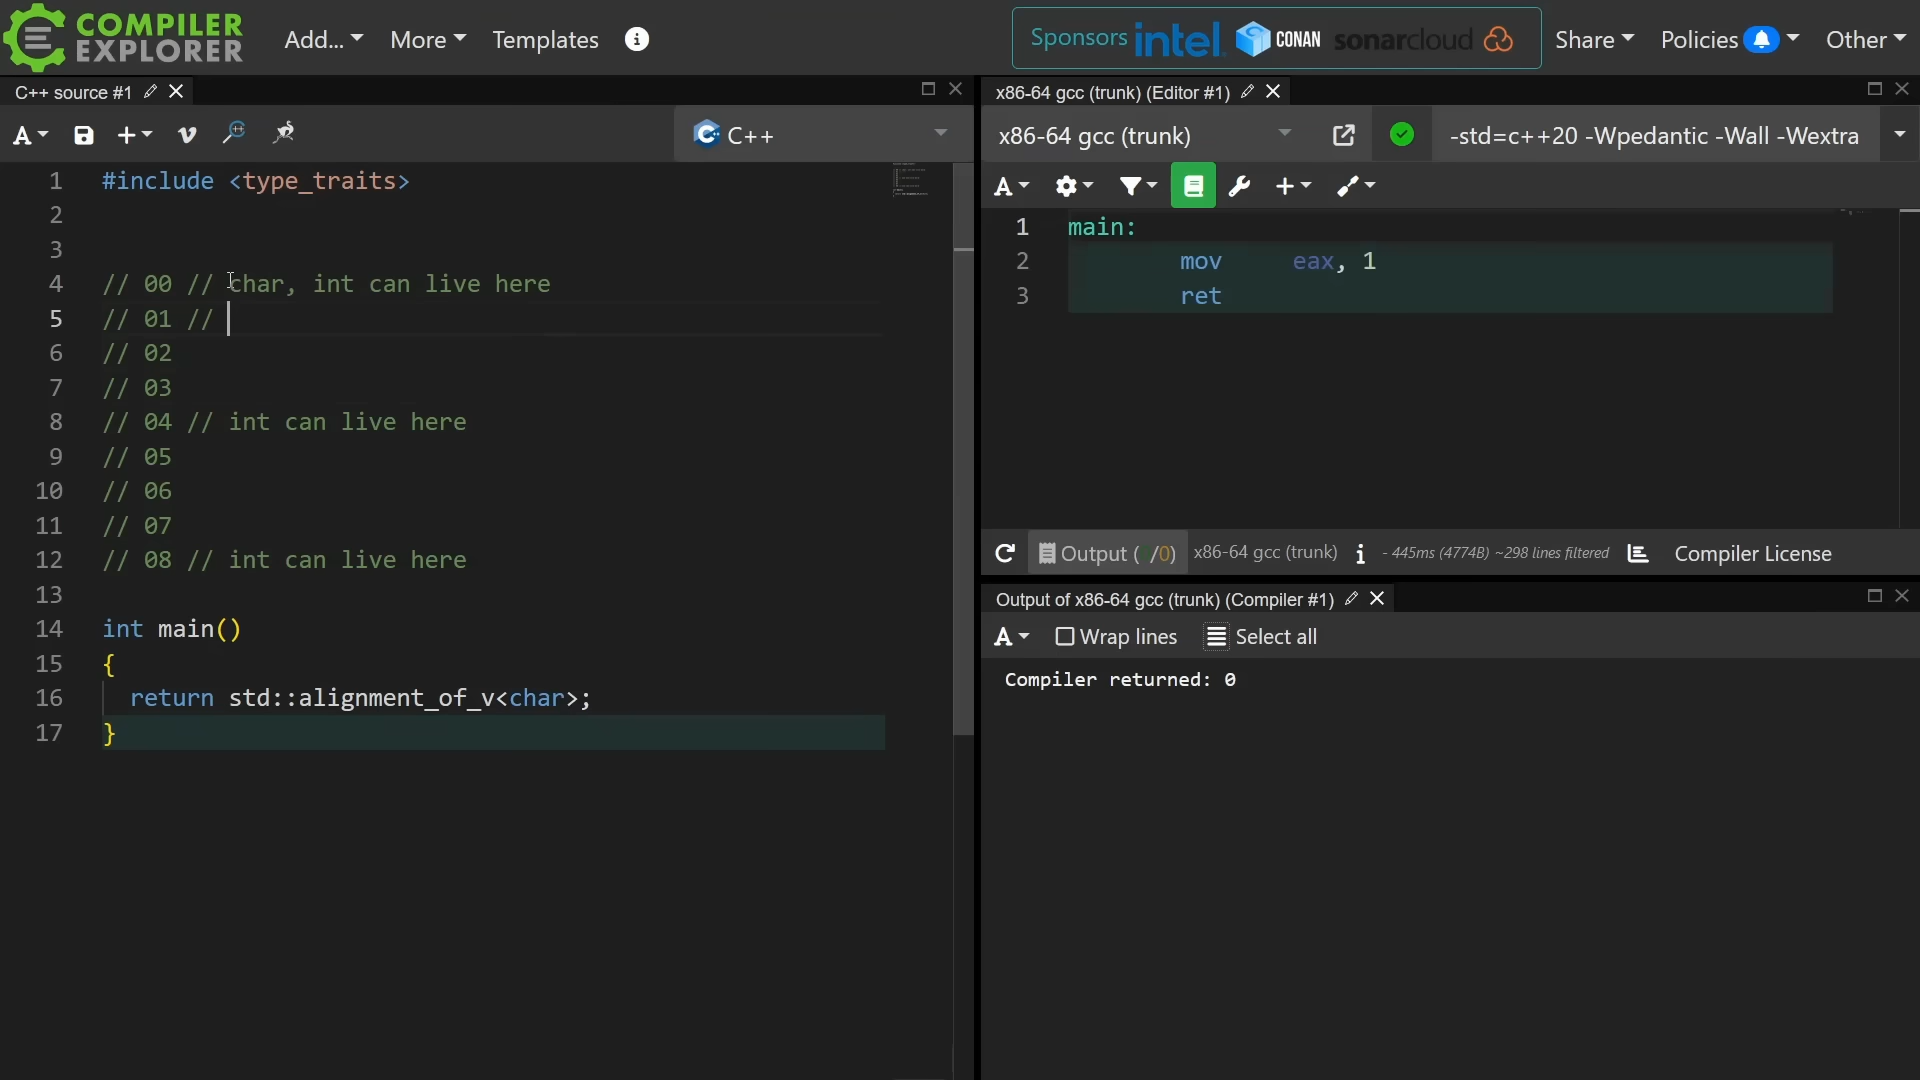 COMPILER EXPLORER
Add... More Templates
Sponsors intel. CONAN sonarcloud Share Policies Other
C++ source #1
A + C++
1 #include <type_traits>
2
3
4 // 00 // char, int can live here
5 // 01 //
6 // 02
7 // 03
8 // 04 // int can live here
9 // 05
10 // 06
11 // 07
12 // 08 // int can live here
13
14 int main()
15 {
16 return std::alignment_of_v<char>;
17 }
x86-64 gcc (trunk) (Editor #1)
x86-64 gcc (trunk) -std=c++20 -Wpedantic -Wall -Wextra
A +
1 main:
2 mov eax, 1
3 ret
Output ( /0) x86-64 gcc (trunk) i - 445ms (4774B) ~298 lines filtered Compiler License
Output of x86-64 gcc (trunk) (Compiler #1)
A Wrap lines Select all
Compiler returned: 0